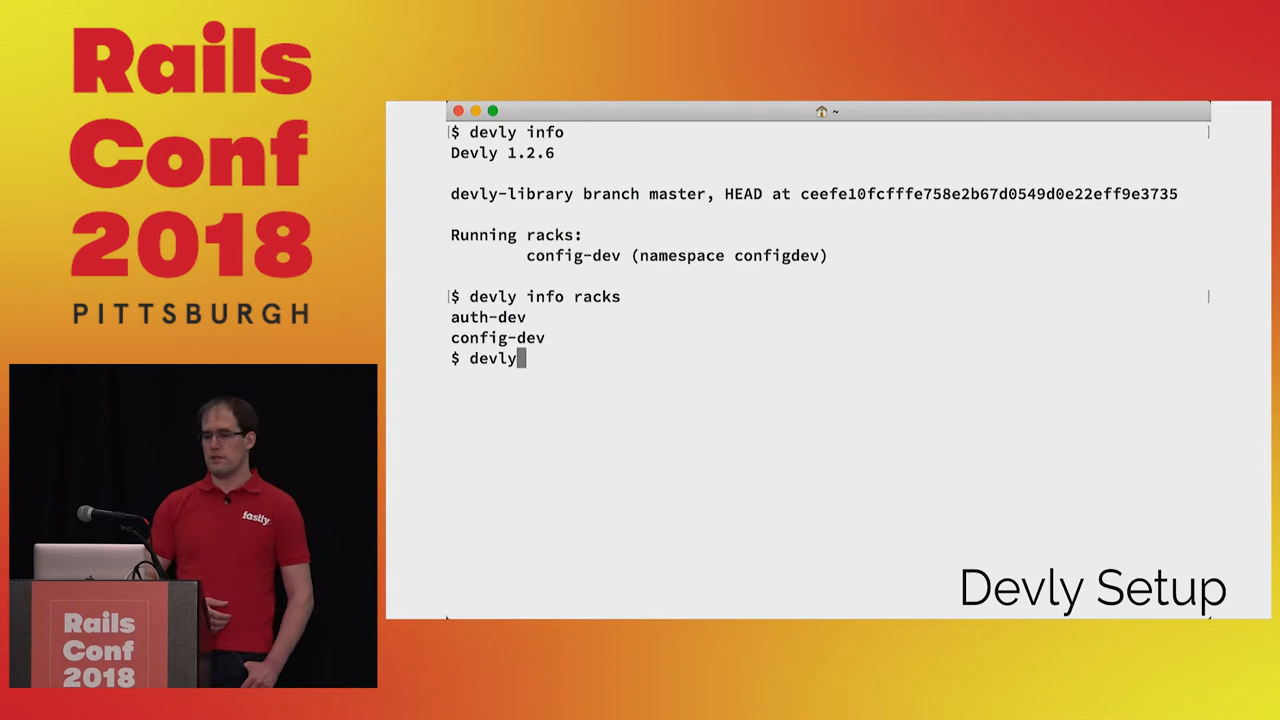 Rails
Conf
2018
PITTSBURGH
~
$ devly info
Devly 1.2.6
devly-library branch master, HEAD at ceefe10fcfffe758e2b67d0549d0e22eff9e3735
Running racks:
config-dev (namespace configdev)
$ devly info racks
auth-dev
config-dev
$ devly
Devly Setup
fastly
Rails
Conf
2018